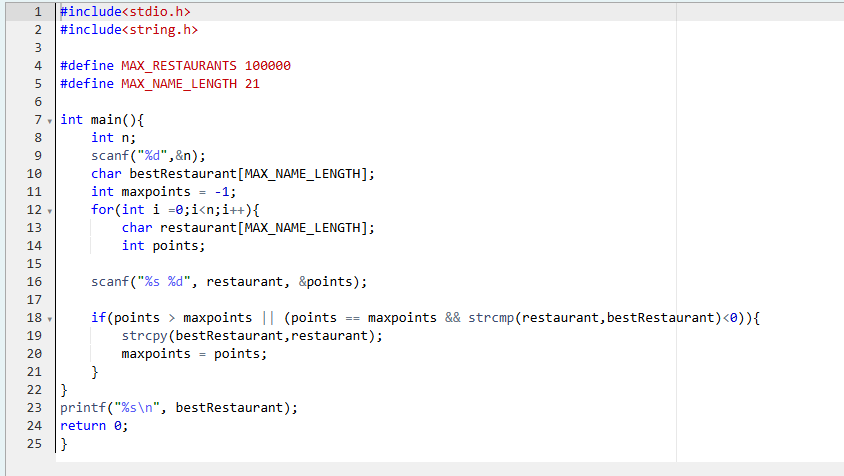 1 #include<stdio.h>
2 #include<string.h>
3
4 #define MAX_RESTAURANTS 100000
5 #define MAX_NAME_LENGTH 21
6
7 int main(){
8     int n;
9     scanf("%d",&n);
10     char bestRestaurant[MAX_NAME_LENGTH];
11     int maxpoints = -1;
12     for(int i =0;i<n;i++){
13         char restaurant[MAX_NAME_LENGTH];
14         int points;
15
16     scanf("%s %d", restaurant, &points);
17
18     if(points > maxpoints || (points == maxpoints && strcmp(restaurant,bestRestaurant)<0)){
19         strcpy(bestRestaurant,restaurant);
20         maxpoints = points;
21     }
22 }
23 printf("%s\n", bestRestaurant);
24 return 0;
25 }